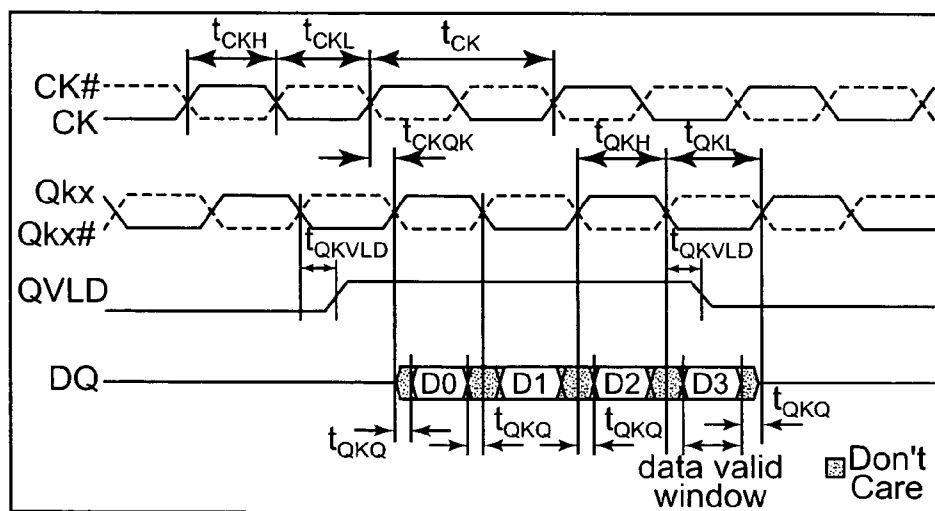 tCKH tCKL tCK
CK#
CK
tCKQK tQKH tQKL
Qkx
Qkx#
tQKVLD tQKVLD
QVLD
DQ D0 D1 D2 D3
tQKQ tQKQ tQKQ tQKQ
data valid
window
Don't
Care